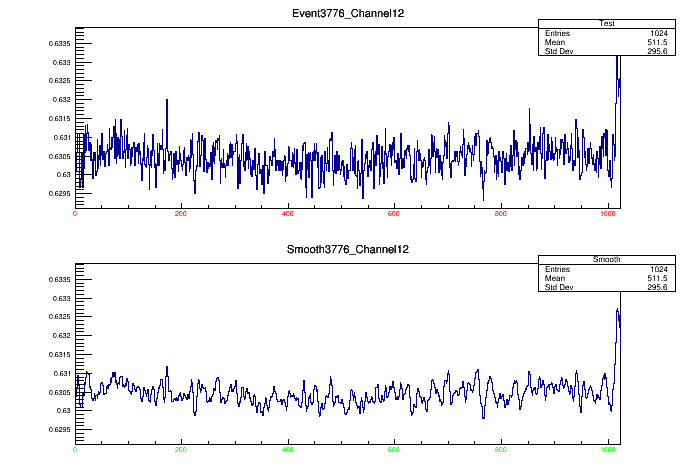 Event3776_Channel12
Test
Entries 1024
Mean 511.5
Std Dev 295.6
0.6335
0.633
0.6325
0.632
0.6315
0.631
0.6305
0.63
0.6295
0 200 400 600 800 1000
Smooth3776_Channel12
Smooth
Entries 1024
Mean 511.5
Std Dev 295.6
0.6335
0.633
0.6325
0.632
0.6315
0.631
0.6305
0.63
0.6295
0 200 400 600 800 1000